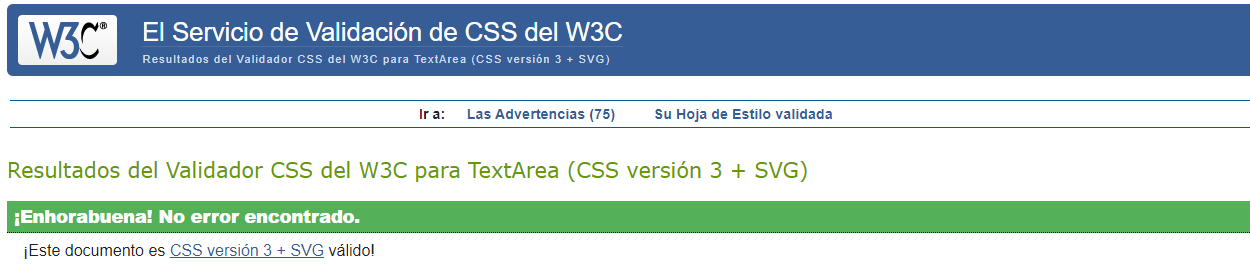 W3C® El Servicio de Validación de CSS del W3C
Resultados del Validador CSS del W3C para TextArea (CSS versión 3 + SVG)
Ir a: Las Advertencias (75) Su Hoja de Estilo validada
Resultados del Validador CSS del W3C para TextArea (CSS versión 3 + SVG)
¡Enhorabuena! No error encontrado.
¡Este documento es CSS versión 3 + SVG válido!